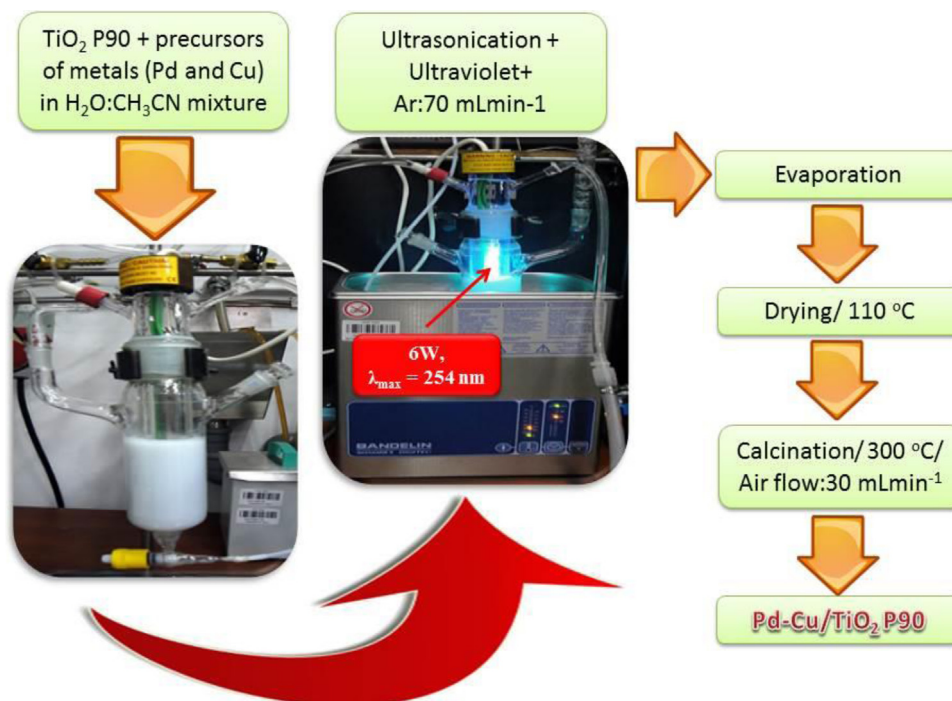 TiO₂ P90 + precursors
of metals (Pd and Cu)
in H₂O:CH₃CN mixture
Ultrasonication +
Ultraviolet+
Ar:70 mLmin-1
6W,
λmax = 254 nm
BANDELIN
Evaporation
Drying/ 110 °C
Calcination/ 300 °C/
Air flow:30 mLmin⁻¹
Pd-Cu/TiO₂ P90